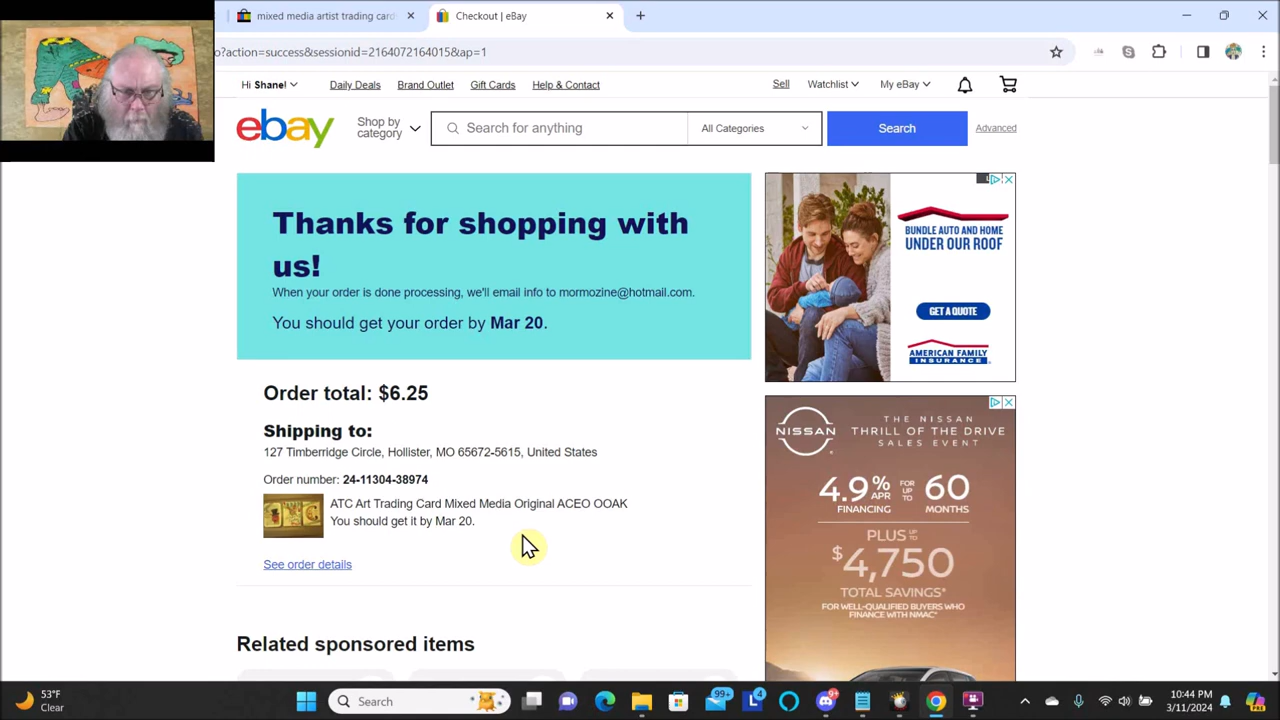 mixed media artist trading card
Checkout | eBay
o?action=success&sessionid=2164072164015&ap=1
Hi Shane!
Daily Deals
Brand Outlet
Gift Cards
Help & Contact
Sell
Watchlist
My eBay
ebay
Shop by
category
Search for anything
All Categories
Search
Advanced
Thanks for shopping with
us!
When your order is done processing, we'll email info to mormozine@hotmail.com.
You should get your order by Mar 20.
Order total: $6.25
Shipping to:
127 Timberridge Circle, Hollister, MO 65672-5615, United States
Order number: 24-11304-38974
ATC Art Trading Card Mixed Media Original ACEO OOAK
You should get it by Mar 20.
See order details
Related sponsored items
BUNDLE AUTO AND HOME
UNDER OUR ROOF
GET A QUOTE
AMERICAN FAMILY
INSURANCE
NISSAN
THE NISSAN
THRILL OF THE DRIVE
SALES EVENT
4.9% APR
FINANCING
FOR UP TO
60
MONTHS
PLUS UP TO
$4,750
TOTAL SAVINGS*
FOR WELL-QUALIFIED BUYERS WHO
FINANCE WITH NMAC*
53°F
Clear
Search
99+
4
9+
10:44 PM
3/11/2024